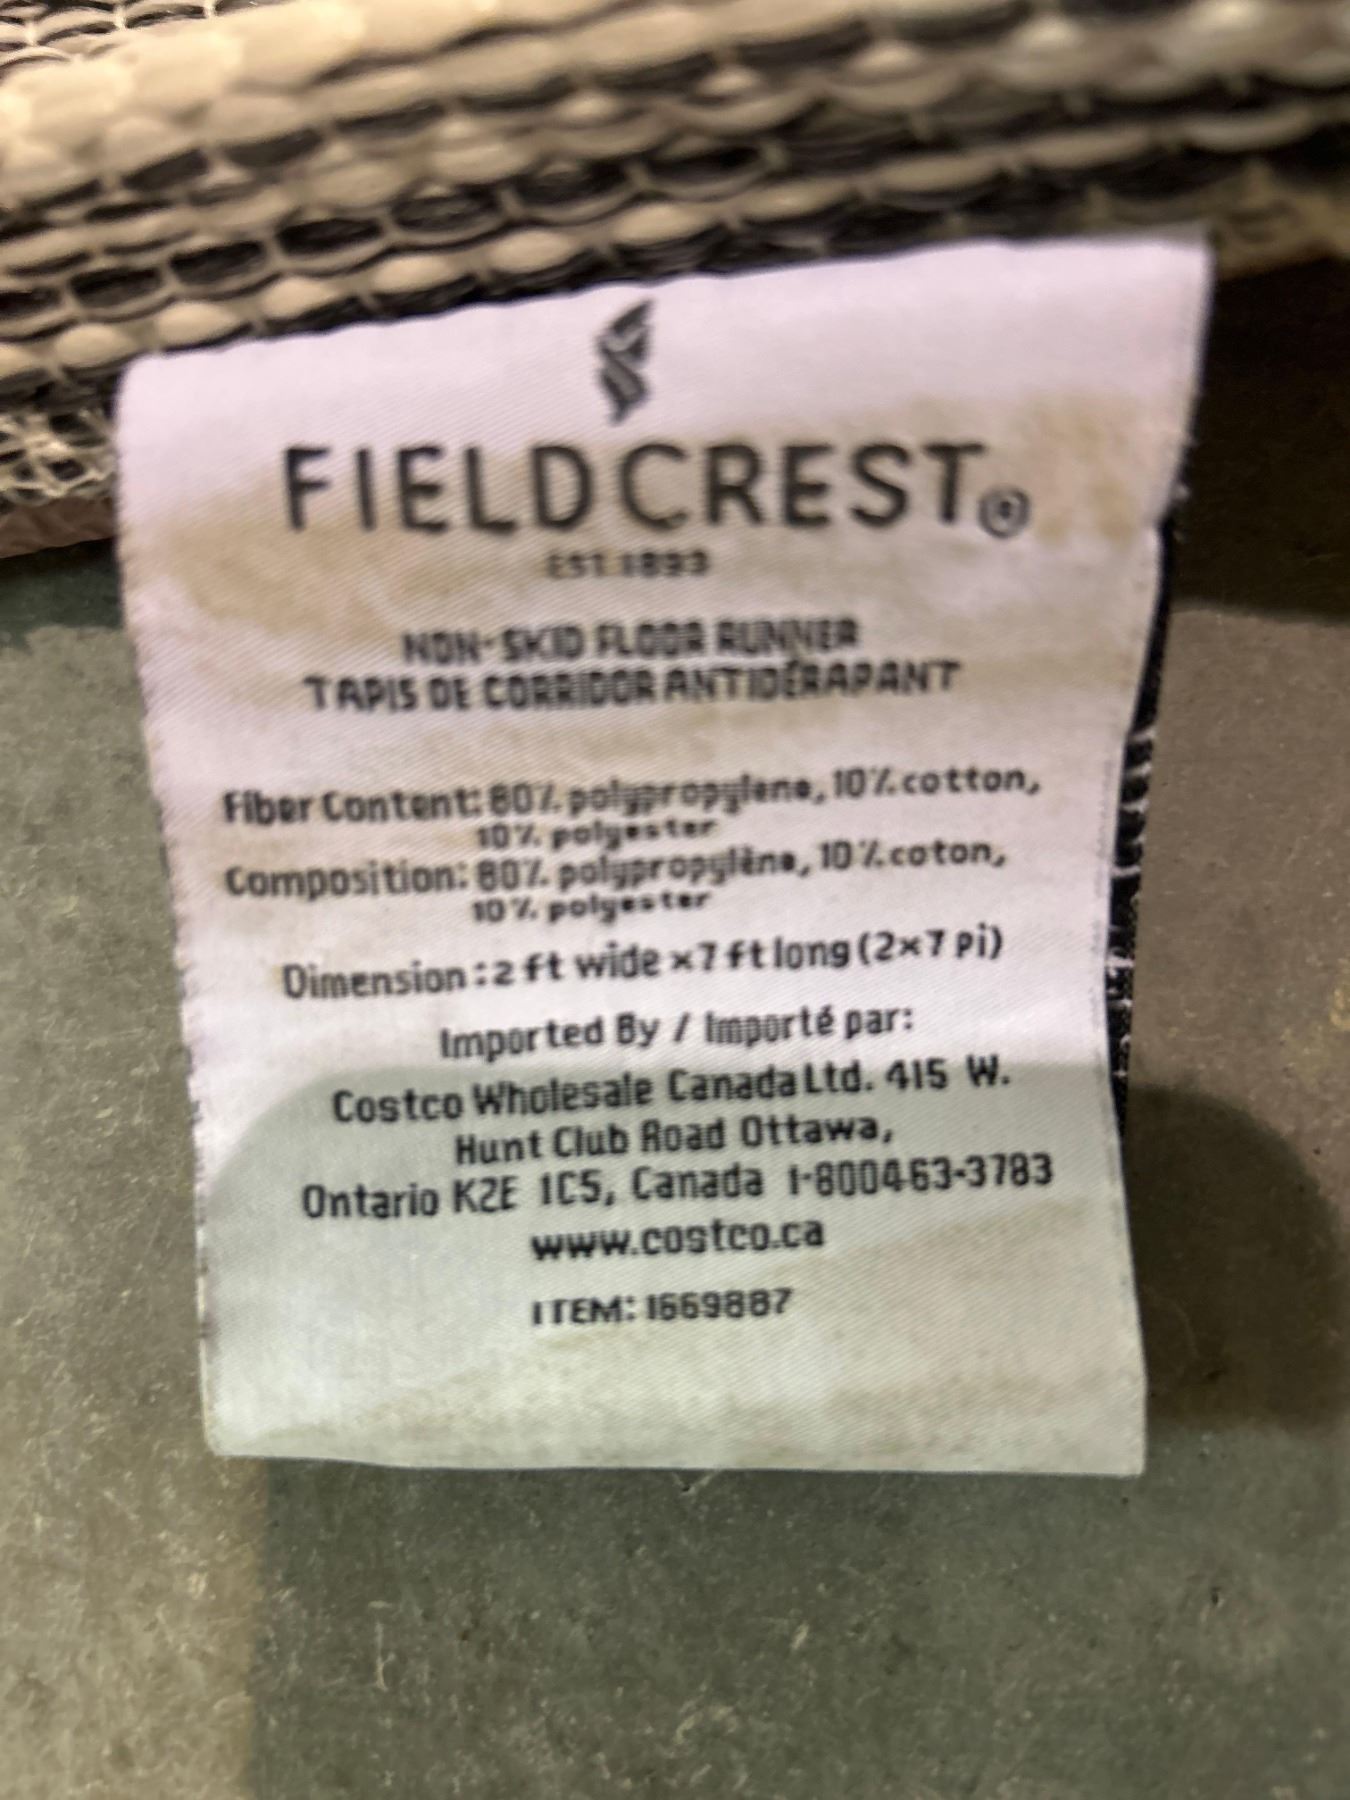 FIELDCREST®
EST. 1893
NON-SKID FLOOR RUNNER
TAPIS DE CORRIDOR ANTIDÉRAPANT
Fiber Content: 80% polypropylene, 10% cotton,
10% polyester
Composition: 80% polypropylène, 10% coton,
10% polyester
Dimension: 2 ft wide x 7 ft long (2x7 pi)
Imported By / Importé par:
Costco Wholesale Canada Ltd. 415 W.
Hunt Club Road Ottawa,
Ontario K2E 1C5, Canada 1-800463-3783
www.costco.ca
ITEM: 1669887